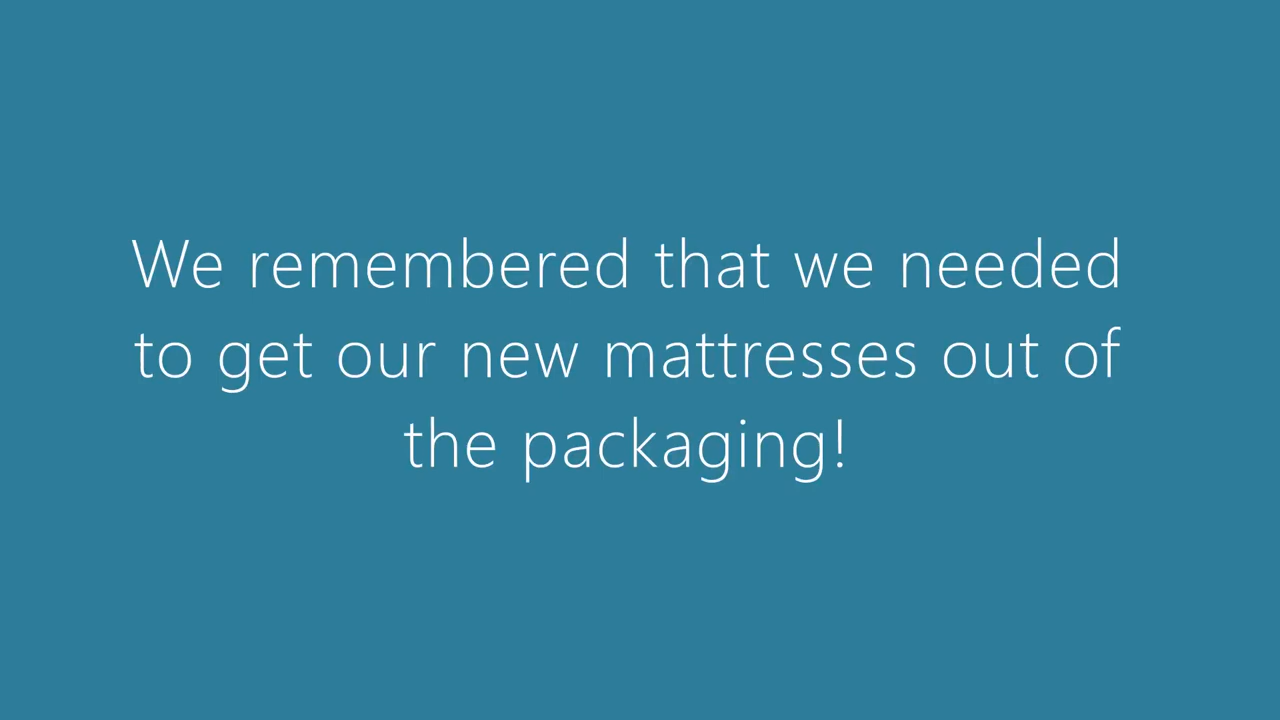 We remembered that we needed
to get our new mattresses out of
the packaging!